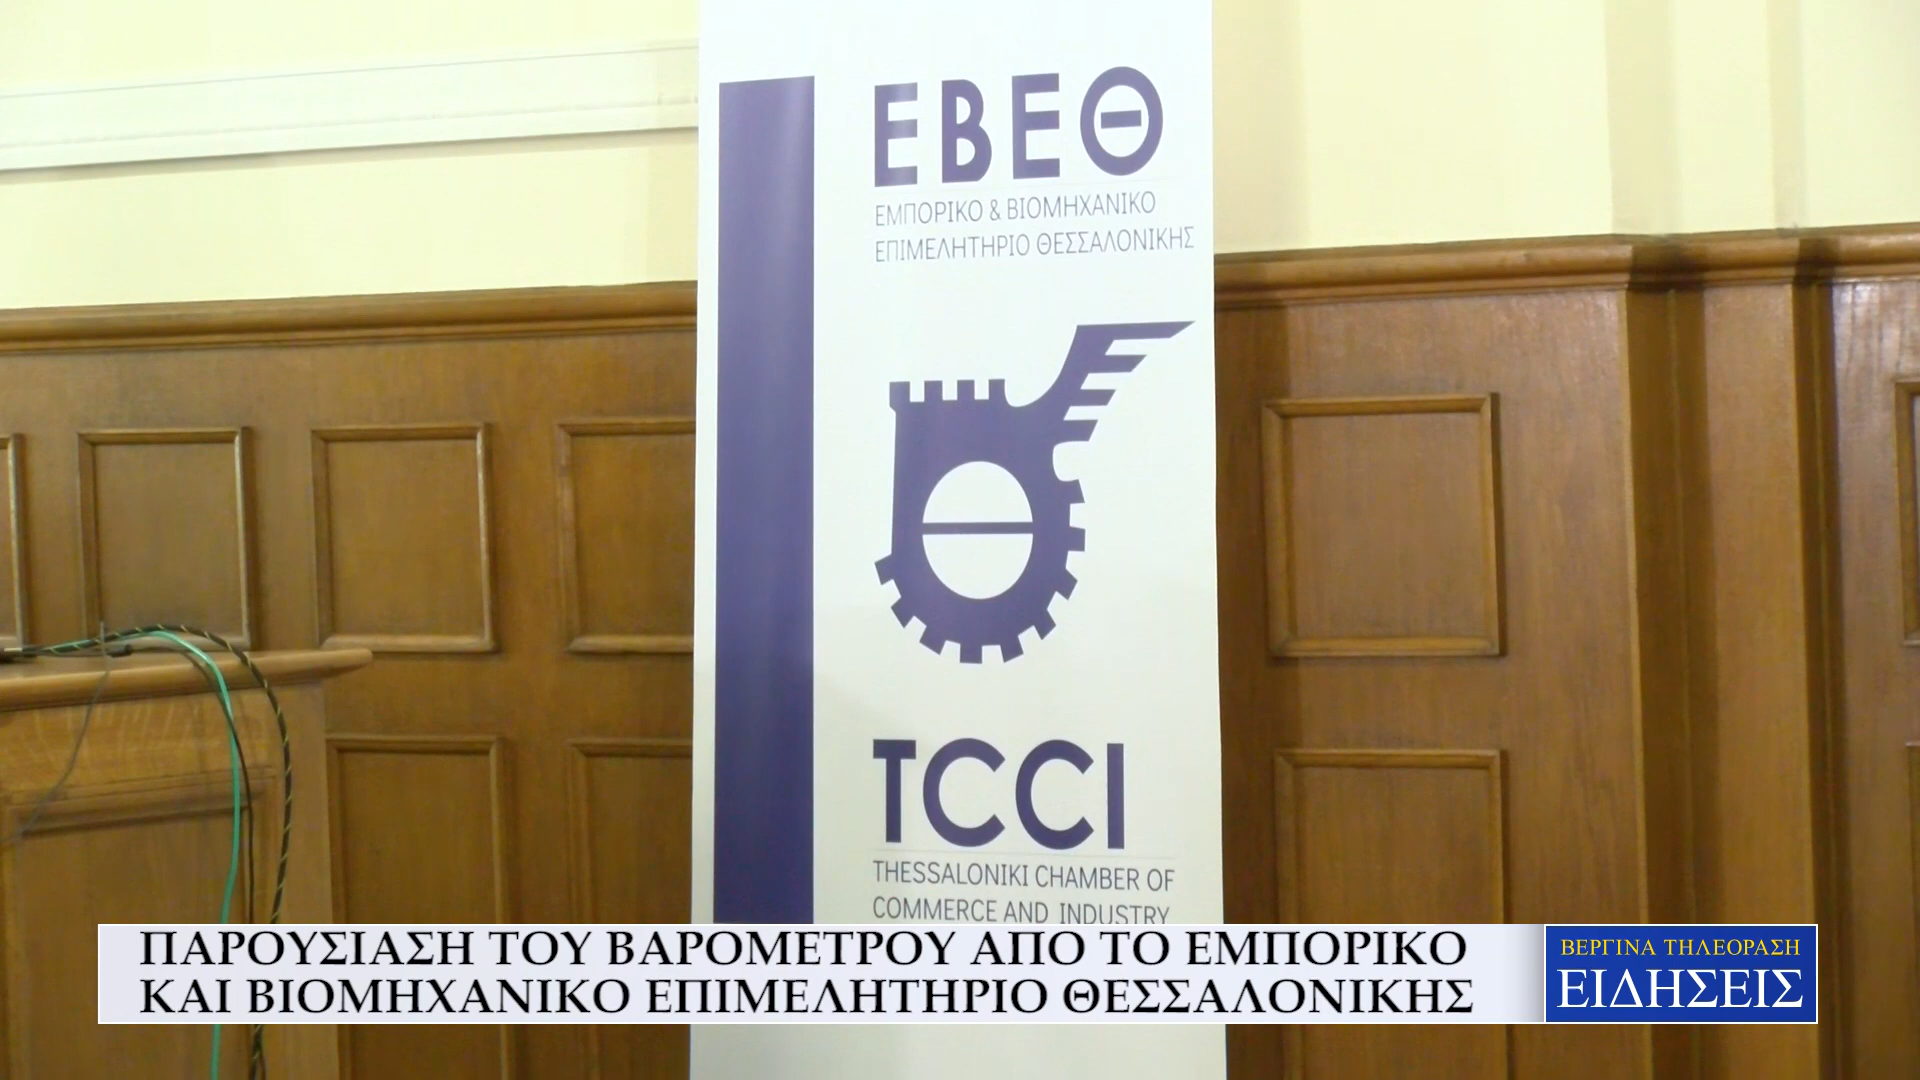 ΕΒΕΘ
ΕΜΠΟΡΙΚΟ & ΒΙΟΜΗΧΑΝΙΚΟ
ΕΠΙΜΕΛΗΤΗΡΙΟ ΘΕΣΣΑΛΟΝΙΚΗΣ
TCCI
THESSALONIKI CHAMBER OF
COMMERCE AND INDUSTRY
ΠΑΡΟΥΣΙΑΣΗ ΤΟΥ ΒΑΡΟΜΕΤΡΟΥ ΑΠΟ ΤΟ ΕΜΠΟΡΙΚΟ
ΚΑΙ ΒΙΟΜΗΧΑΝΙΚΟ ΕΠΙΜΕΛΗΤΗΡΙΟ ΘΕΣΣΑΛΟΝΙΚΗΣ
ΒΕΡΓΙΝΑ ΤΗΛΕΟΡΑΣΗ
ΕΙΔΗΣΕΙΣ